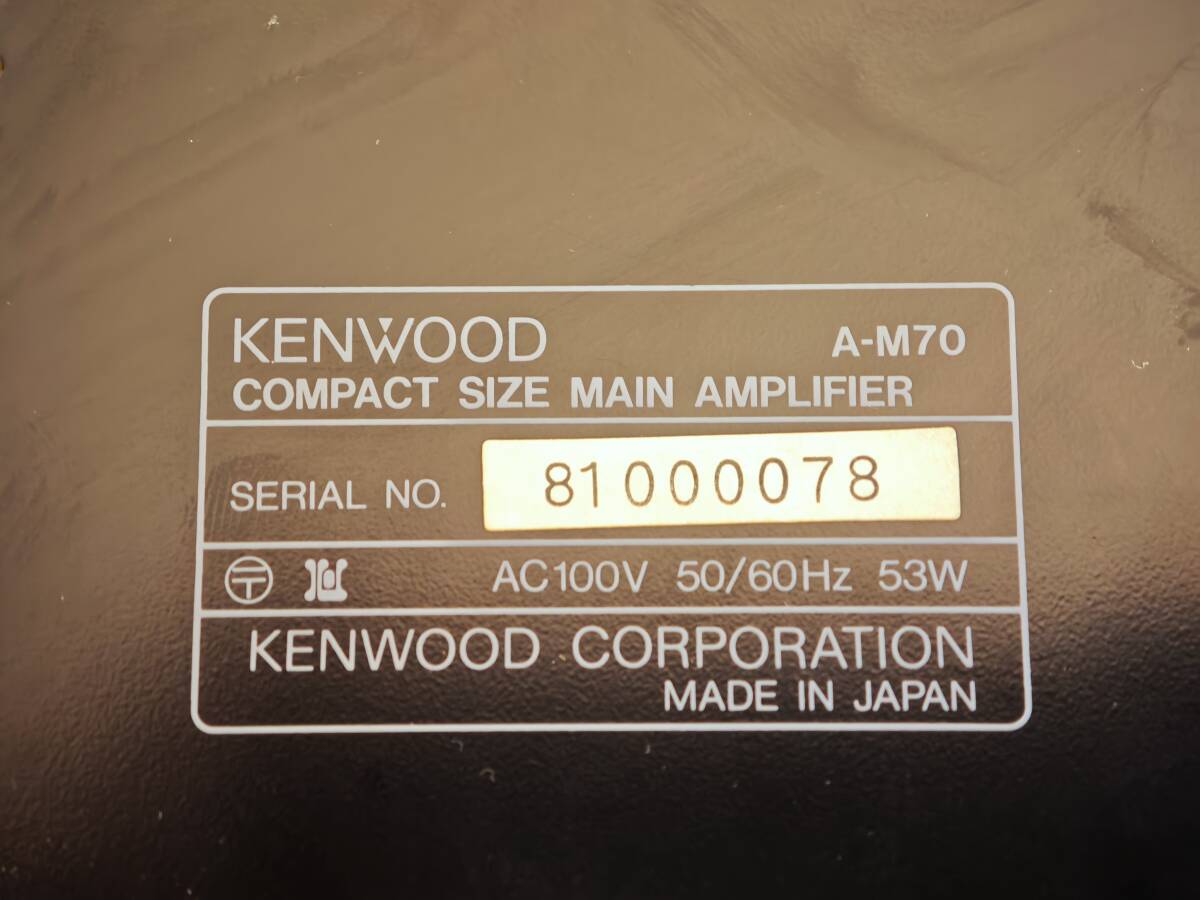 KENWOOD A-M70
COMPACT SIZE MAIN AMPLIFIER
SERIAL NO. 81000078
〒 AC100V 50/60Hz 53W
KENWOOD CORPORATION
MADE IN JAPAN